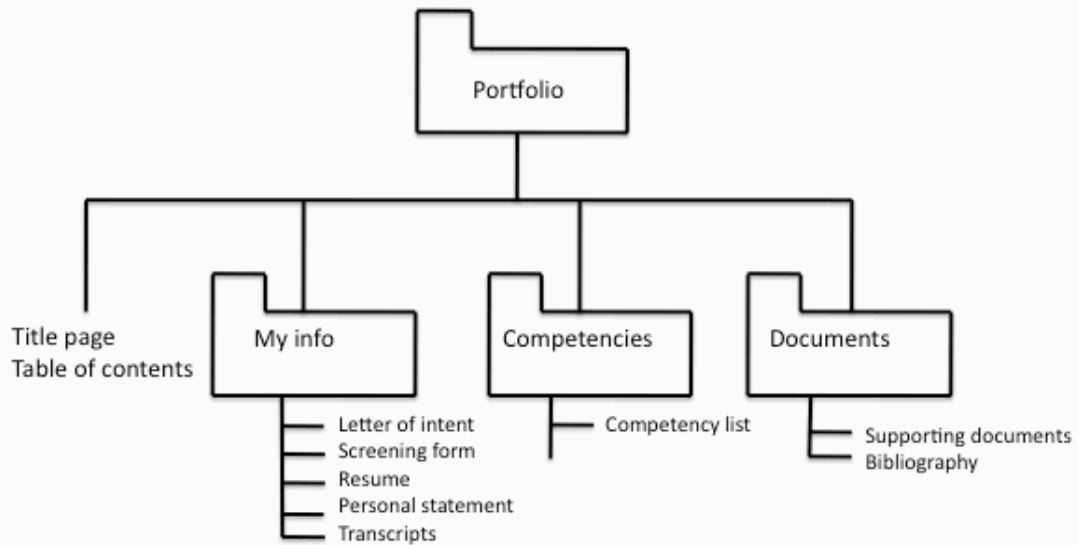 Portfolio
Title page
Table of contents
My info
Letter of intent
Screening form
Resume
Personal statement
Transcripts
Competencies
Competency list
Documents
Supporting documents
Bibliography